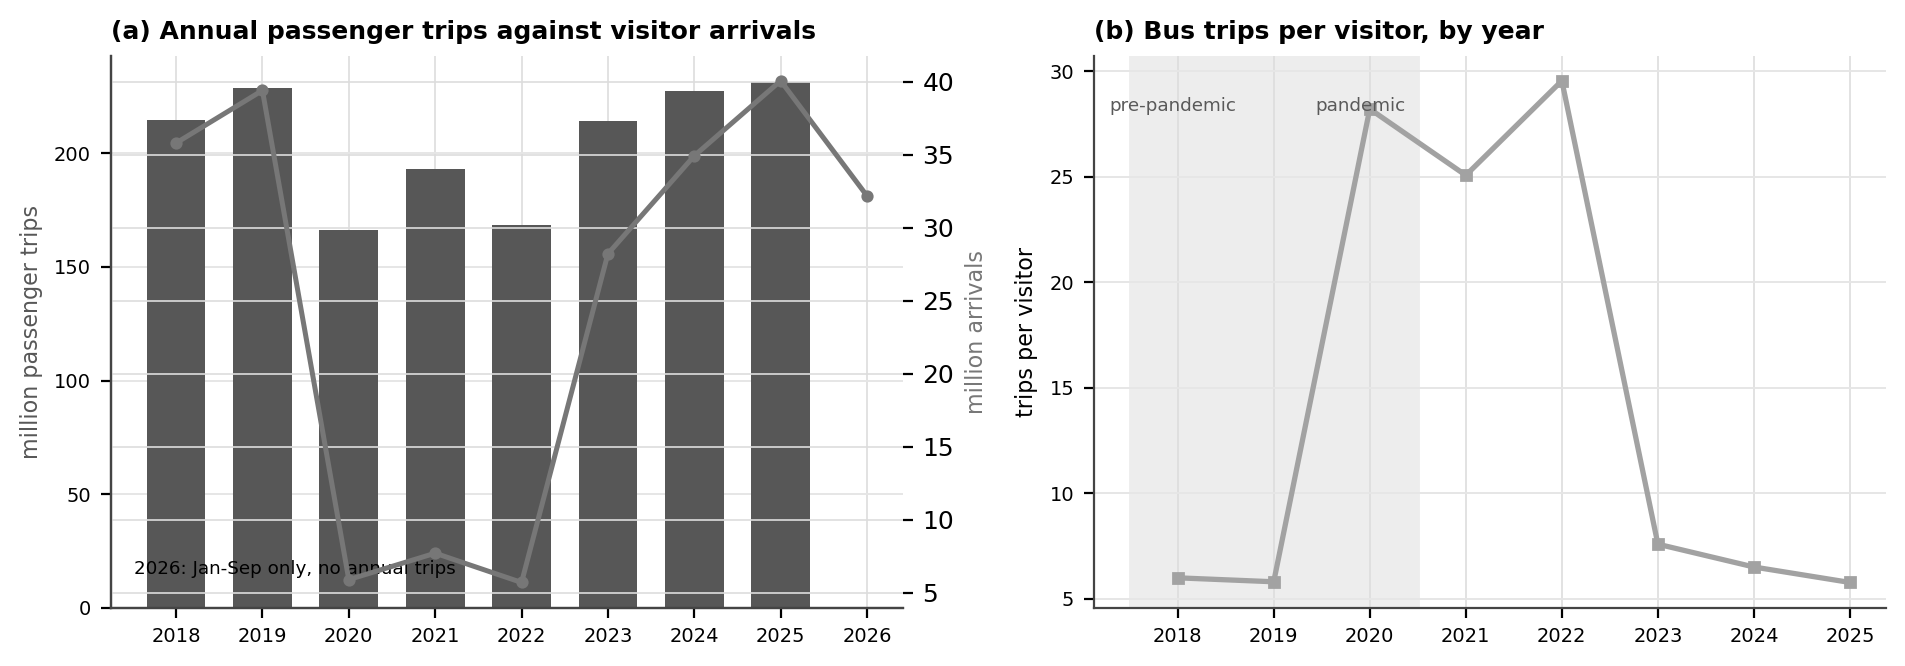 (a) Annual passenger trips against visitor arrivals
million passenger trips
200
150
100
50
0
2018 2019 2020 2021 2022 2023 2024 2025 2026
2026: Jan-Sep only, no annual trips
40
35
30
25
20
15
10
5
million arrivals
(b) Bus trips per visitor, by year
trips per visitor
30
25
20
15
10
5
pre-pandemic
pandemic
2018 2019 2020 2021 2022 2023 2024 2025